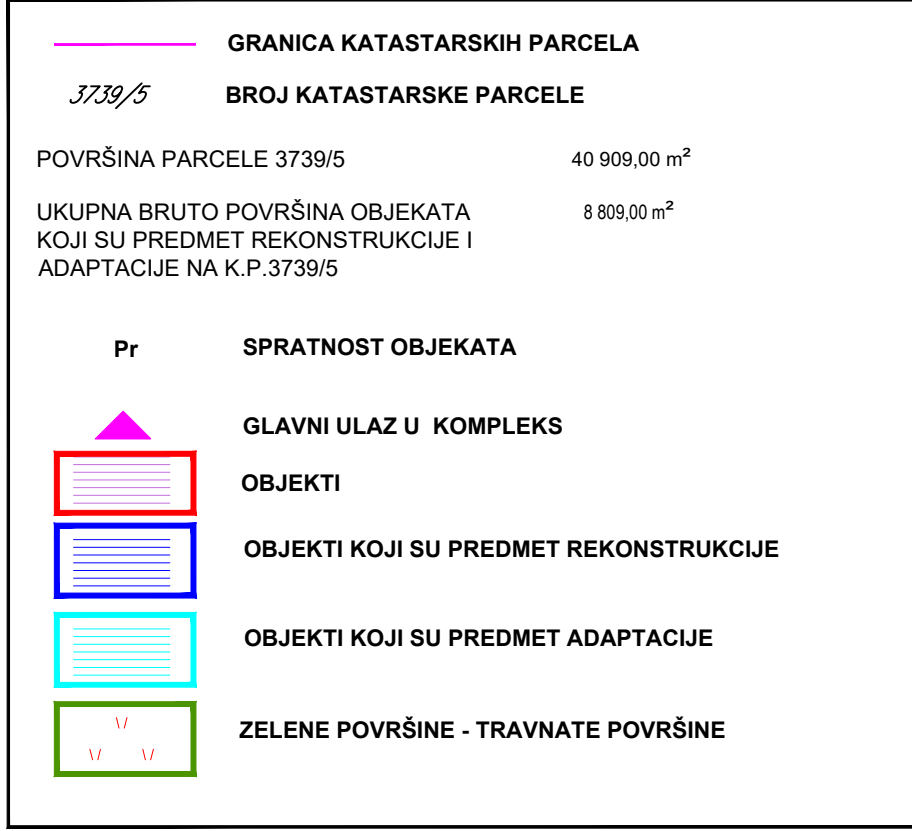 GRANICA KATASTARSKIH PARCELA
3739/5 BROJ KATASTARSKE PARCELE
POVRŠINA PARCELE 3739/5 40 909,00 m²
UKUPNA BRUTO POVRŠINA OBJEKATA 8 809,00 m²
KOJI SU PREDMET REKONSTRUKCIJE I
ADAPTACIJE NA K.P.3739/5
Pr SPRATNOST OBJEKATA
GLAVNI ULAZ U KOMPLEKS
OBJEKTI
OBJEKTI KOJI SU PREDMET REKONSTRUKCIJE
OBJEKTI KOJI SU PREDMET ADAPTACIJE
ZELENE POVRŠINE - TRAVNATE POVRŠINE